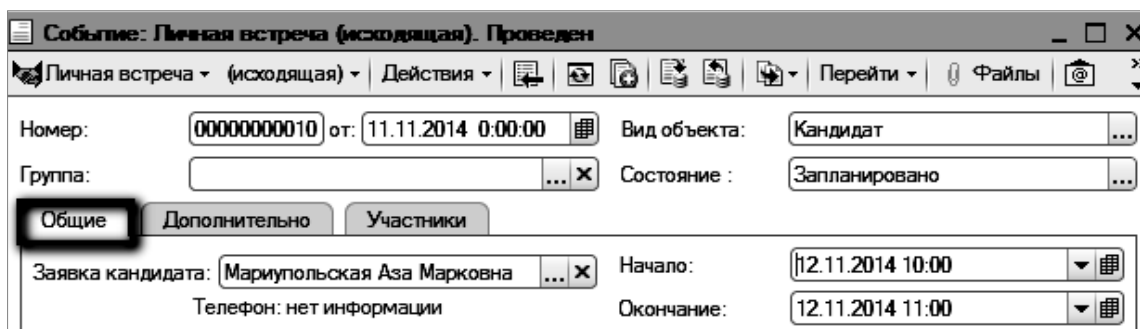 Событие: Личная встреча (исходящая). Проведен
Личная встреча (исходящая) Действия Перейти Файлы
Номер: 00000000010 от: 11.11.2014 0:00:00 Вид объекта: Кандидат ...
Группа: ... Состояние : Запланировано ...
Общие Дополнительно Участники
Заявка кандидата: Мариупольская Аза Марковна ... Начало: 12.11.2014 10:00
Телефон: нет информации Окончание: 12.11.2014 11:00